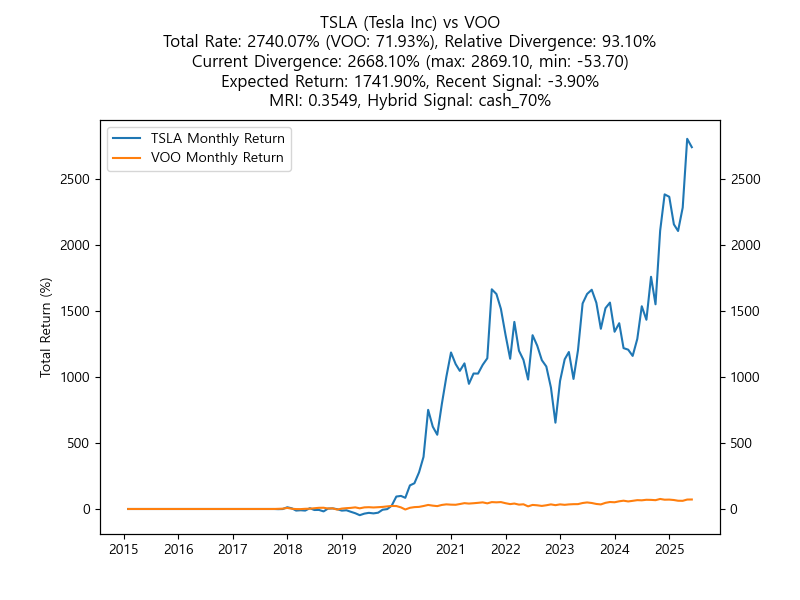 TSLA (Tesla Inc) vs VOO
Total Rate: 2740.07% (VOO: 71.93%), Relative Divergence: 93.10%
Current Divergence: 2668.10% (max: 2869.10, min: -53.70)
Expected Return: 1741.90%, Recent Signal: -3.90%
MRI: 0.3549, Hybrid Signal: cash_70%
TSLA Monthly Return
VOO Monthly Return
Total Return (%)
2500 2500
2000 2000
1500 1500
1000 1000
500 500
0 0
2015 2016 2017 2018 2019 2020 2021 2022 2023 2024 2025